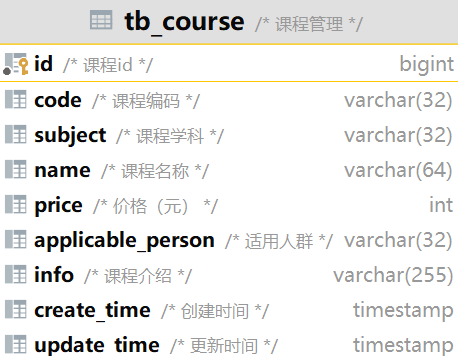 tb_course /* 课程管理 */
id /* 课程id */ bigint
code /* 课程编码 */ varchar(32)
subject /* 课程学科 */ varchar(32)
name /* 课程名称 */ varchar(64)
price /* 价格（元） */ int
applicable_person /* 适用人群 */ varchar(32)
info /* 课程介绍 */ varchar(255)
create_time /* 创建时间 */ timestamp
update_time /* 更新时间 */ timestamp